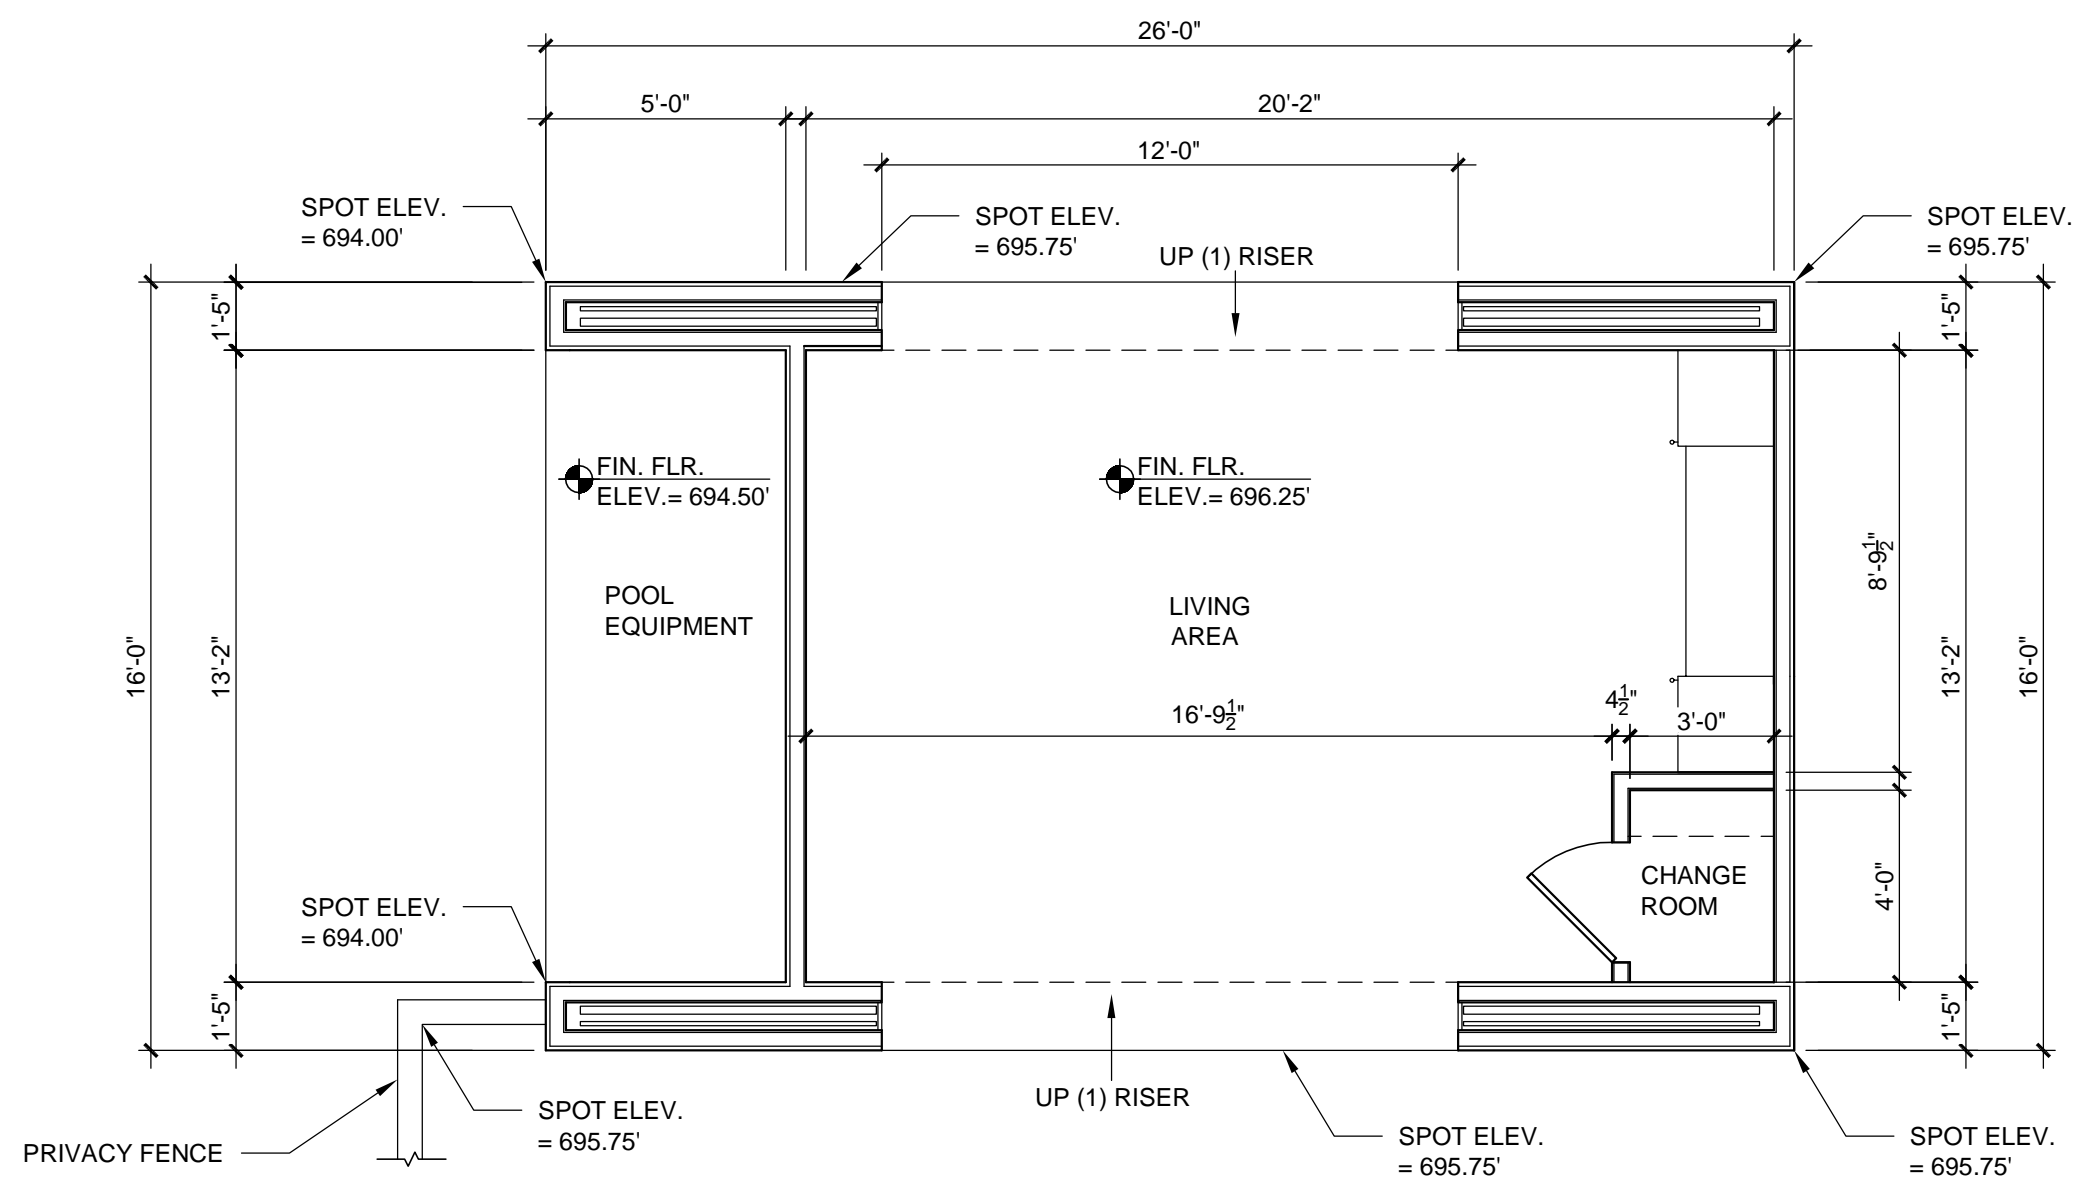 26'-0"
5'-0"
20'-2"
12'-0"
SPOT ELEV.
= 694.00'
SPOT ELEV.
= 695.75'
SPOT ELEV.
= 695.75'
UP (1) RISER
1'-5"
1'-5"
FIN. FLR.
ELEV.= 694.50'
FIN. FLR.
ELEV.= 696.25'
8'-9½"
POOL
EQUIPMENT
LIVING
AREA
16'-0"
13'-2"
13'-2"
16'-0"
16'-9½"
4½"
3'-0"
CHANGE
ROOM
4'-0"
SPOT ELEV.
= 694.00'
1'-5"
1'-5"
UP (1) RISER
SPOT ELEV.
= 695.75'
PRIVACY FENCE
SPOT ELEV.
= 695.75'
SPOT ELEV.
= 695.75'